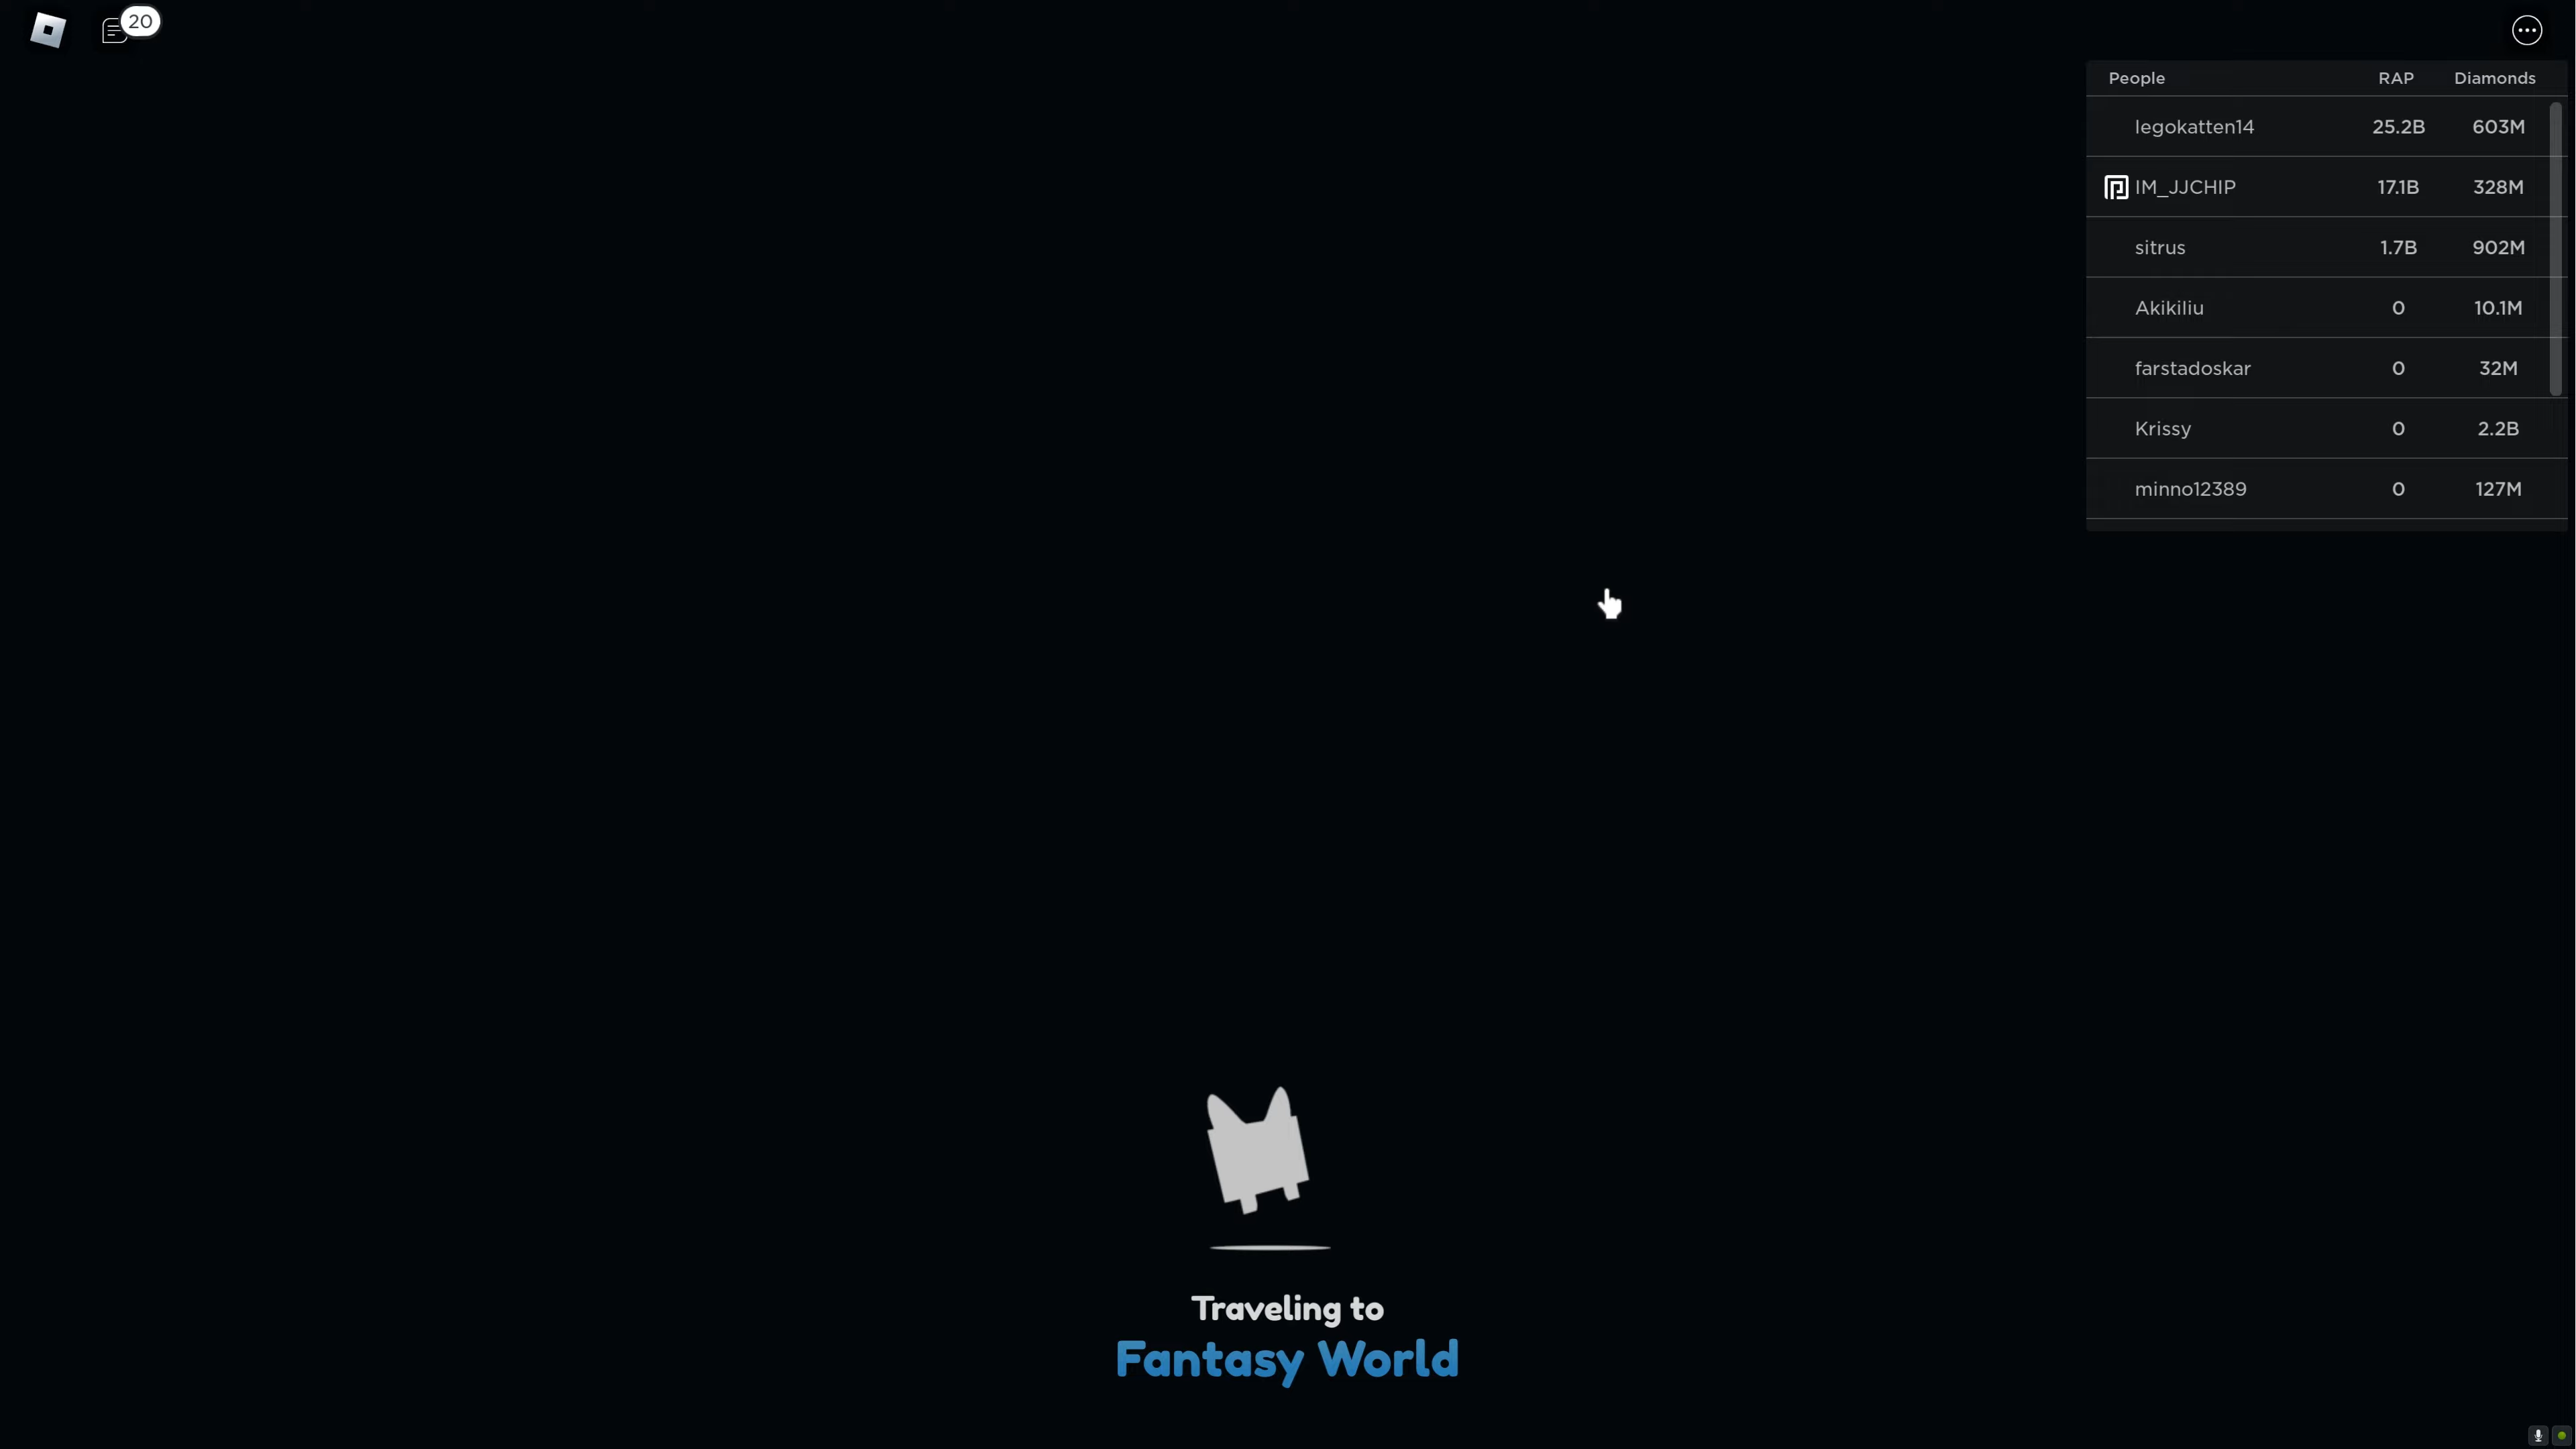 20
People RAP Diamonds
legokatten14 25.2B 603M
IM_JJCHIP 17.1B 328M
sitrus 1.7B 902M
Akikiliu 0 10.1M
farstadoskar 0 32M
Krissy 0 2.2B
minno12389 0 127M
Traveling to
Fantasy World